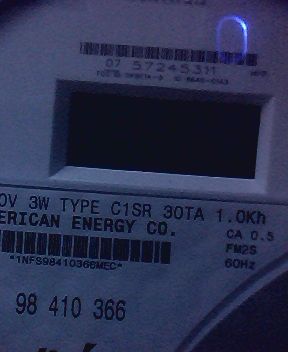 07 57245311
0V 3W TYPE C1SR 30TA 1.0Kh
ERICAN ENERGY CO.
CA 0.5
FM2S
60Hz
*1NFS98410366MEC*
98 410 366